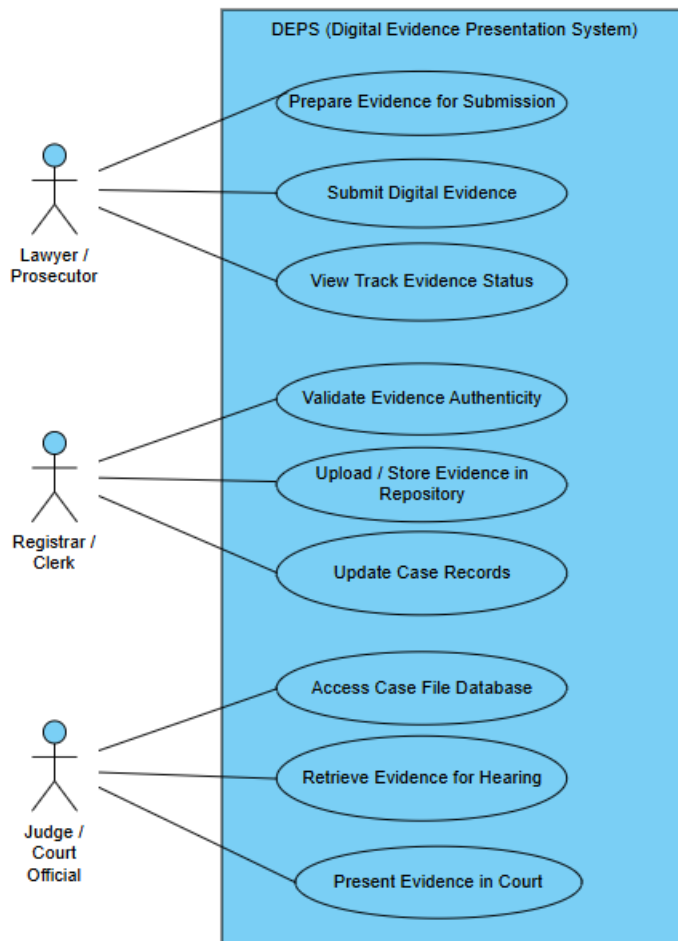 DEPS (Digital Evidence Presentation System)
Prepare Evidence for Submission
Submit Digital Evidence
View Track Evidence Status
Lawyer /
Prosecutor
Validate Evidence Authenticity
Upload / Store Evidence in
Repository
Update Case Records
Registrar /
Clerk
Access Case File Database
Retrieve Evidence for Hearing
Present Evidence in Court
Judge /
Court
Official